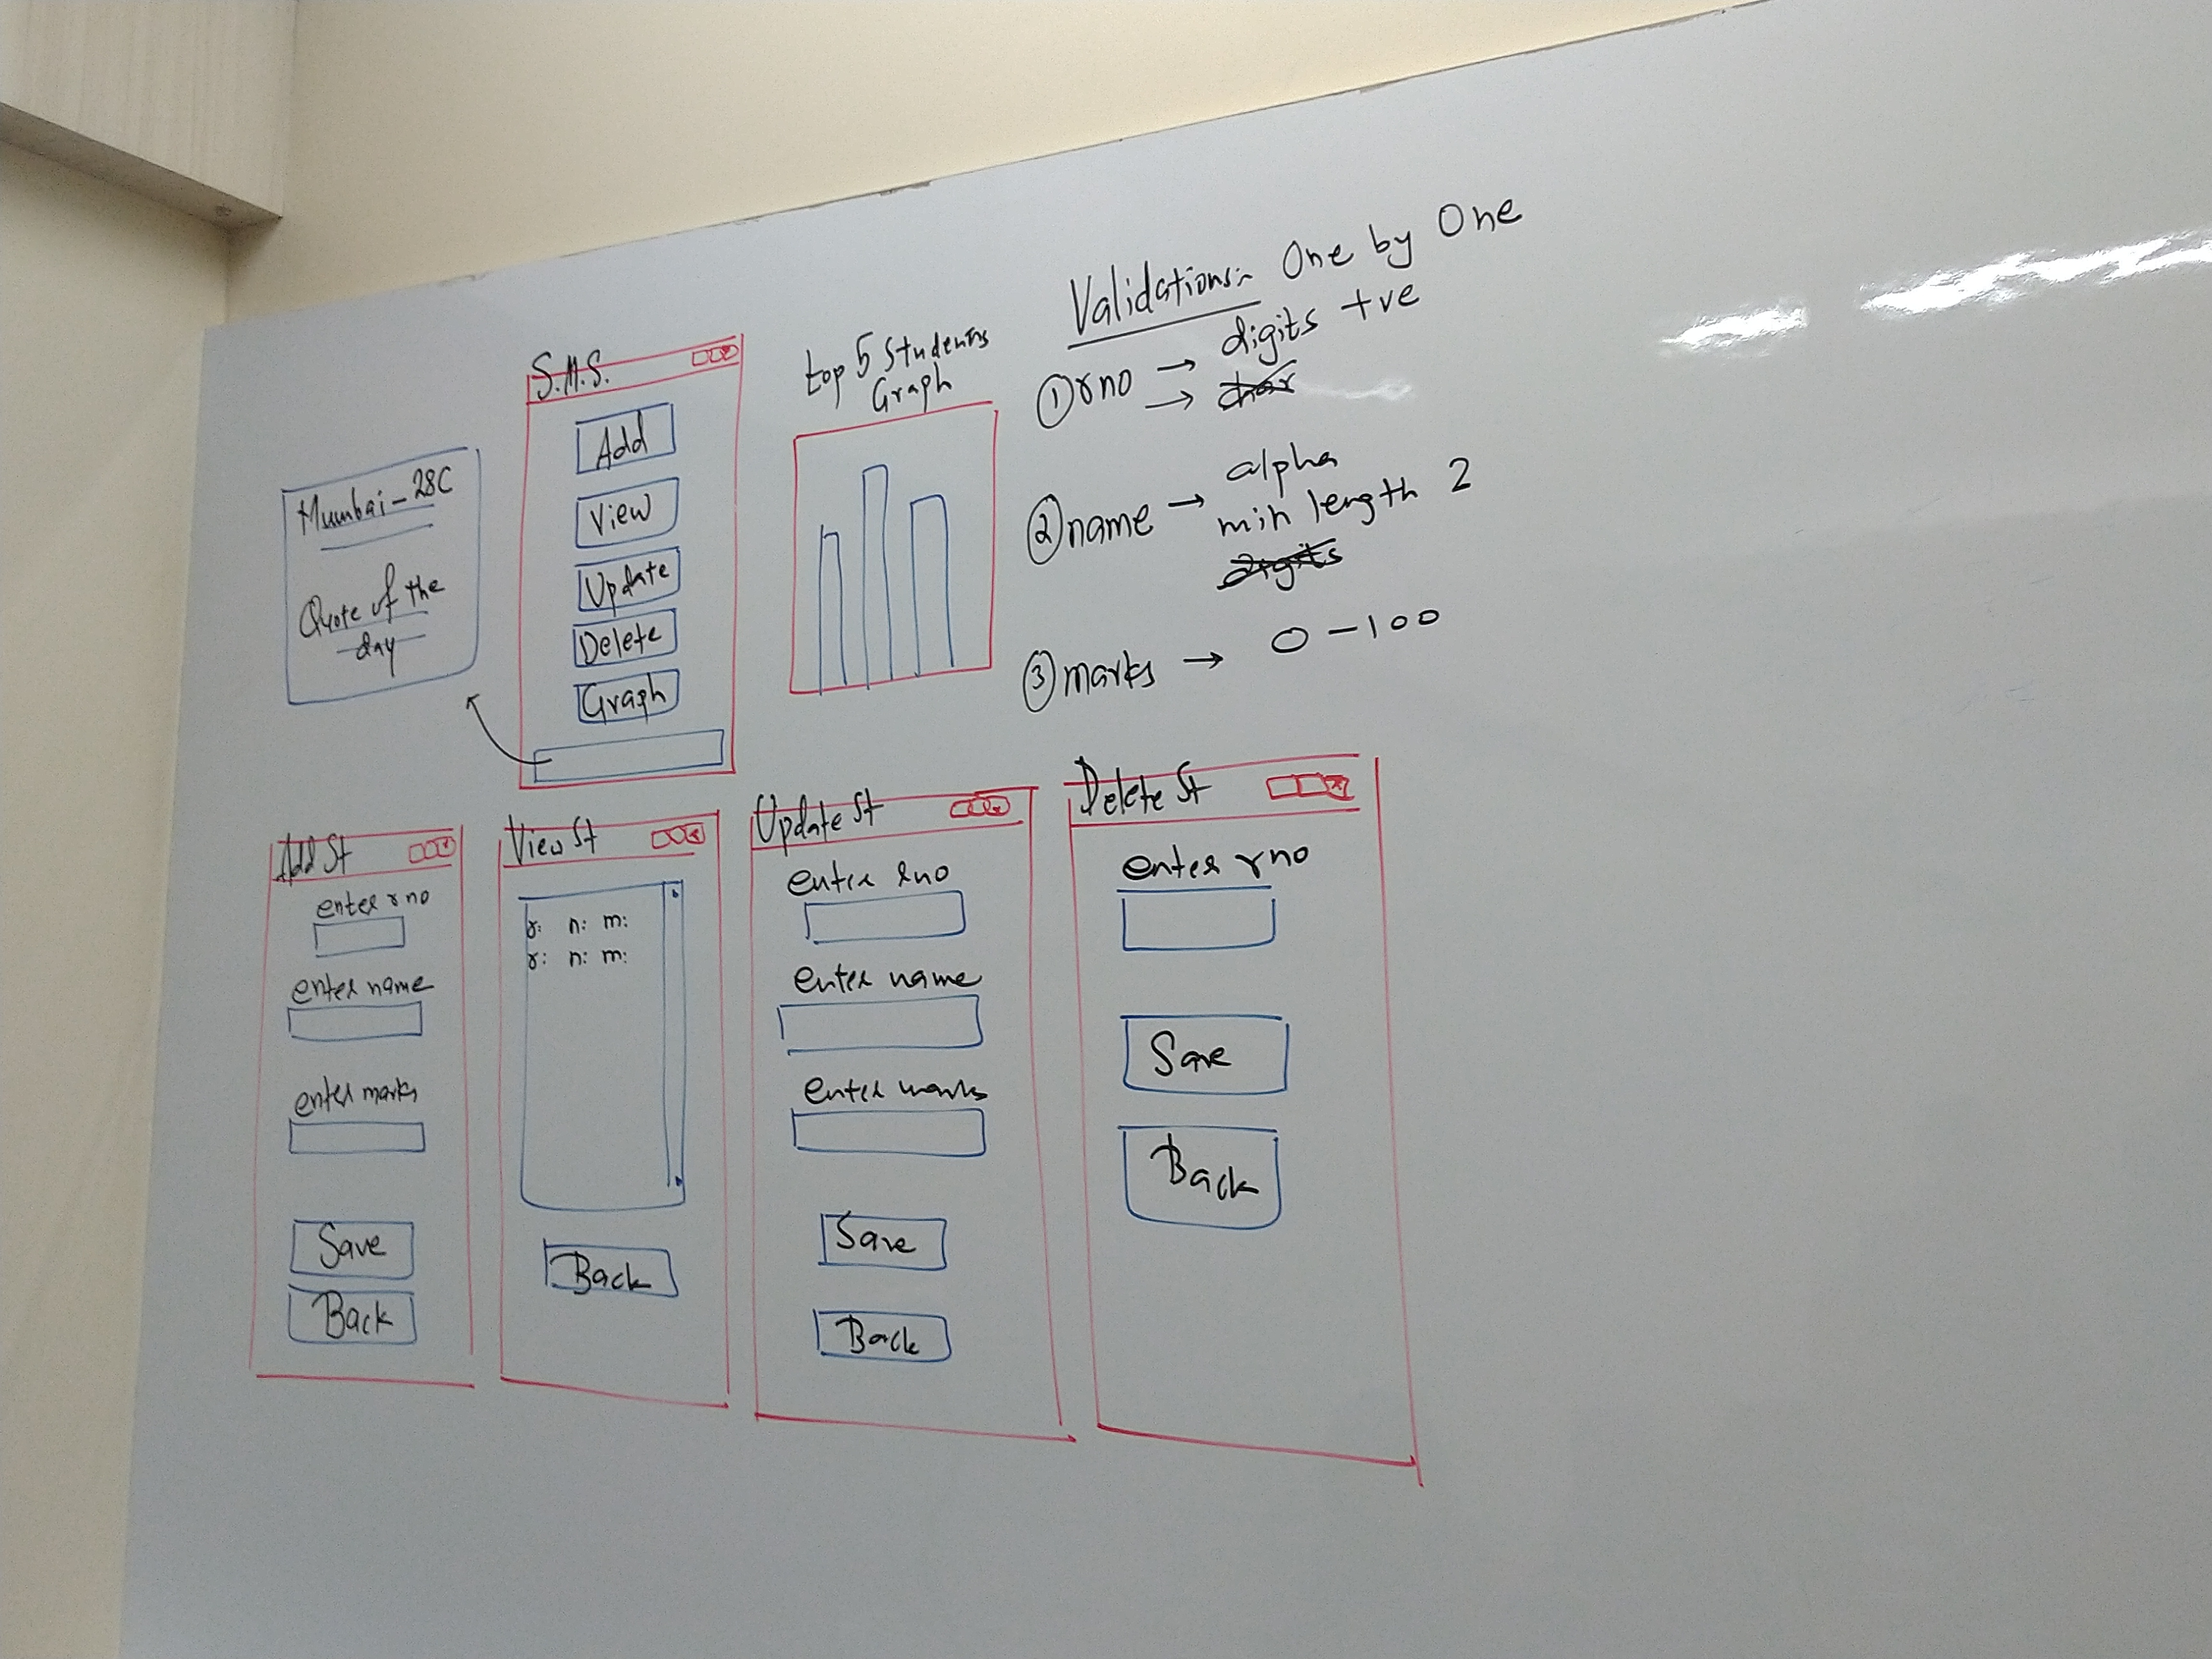 S.M.S.
Add
View
Update
Delete
Graph
Mumbai - 28C
Quote of the
day
top 5 Students
Graph
Validations:- One by One
① rno → digits +ve
→ char
② name → alpha
min length 2
digits
③ marks → 0 - 100
Add St
enter rno
enter name
enter marks
Save
Back
View St
r: n: m:
r: n: m:
Back
Update St
enter rno
enter name
enter marks
Save
Back
Delete St
enter rno
Save
Back